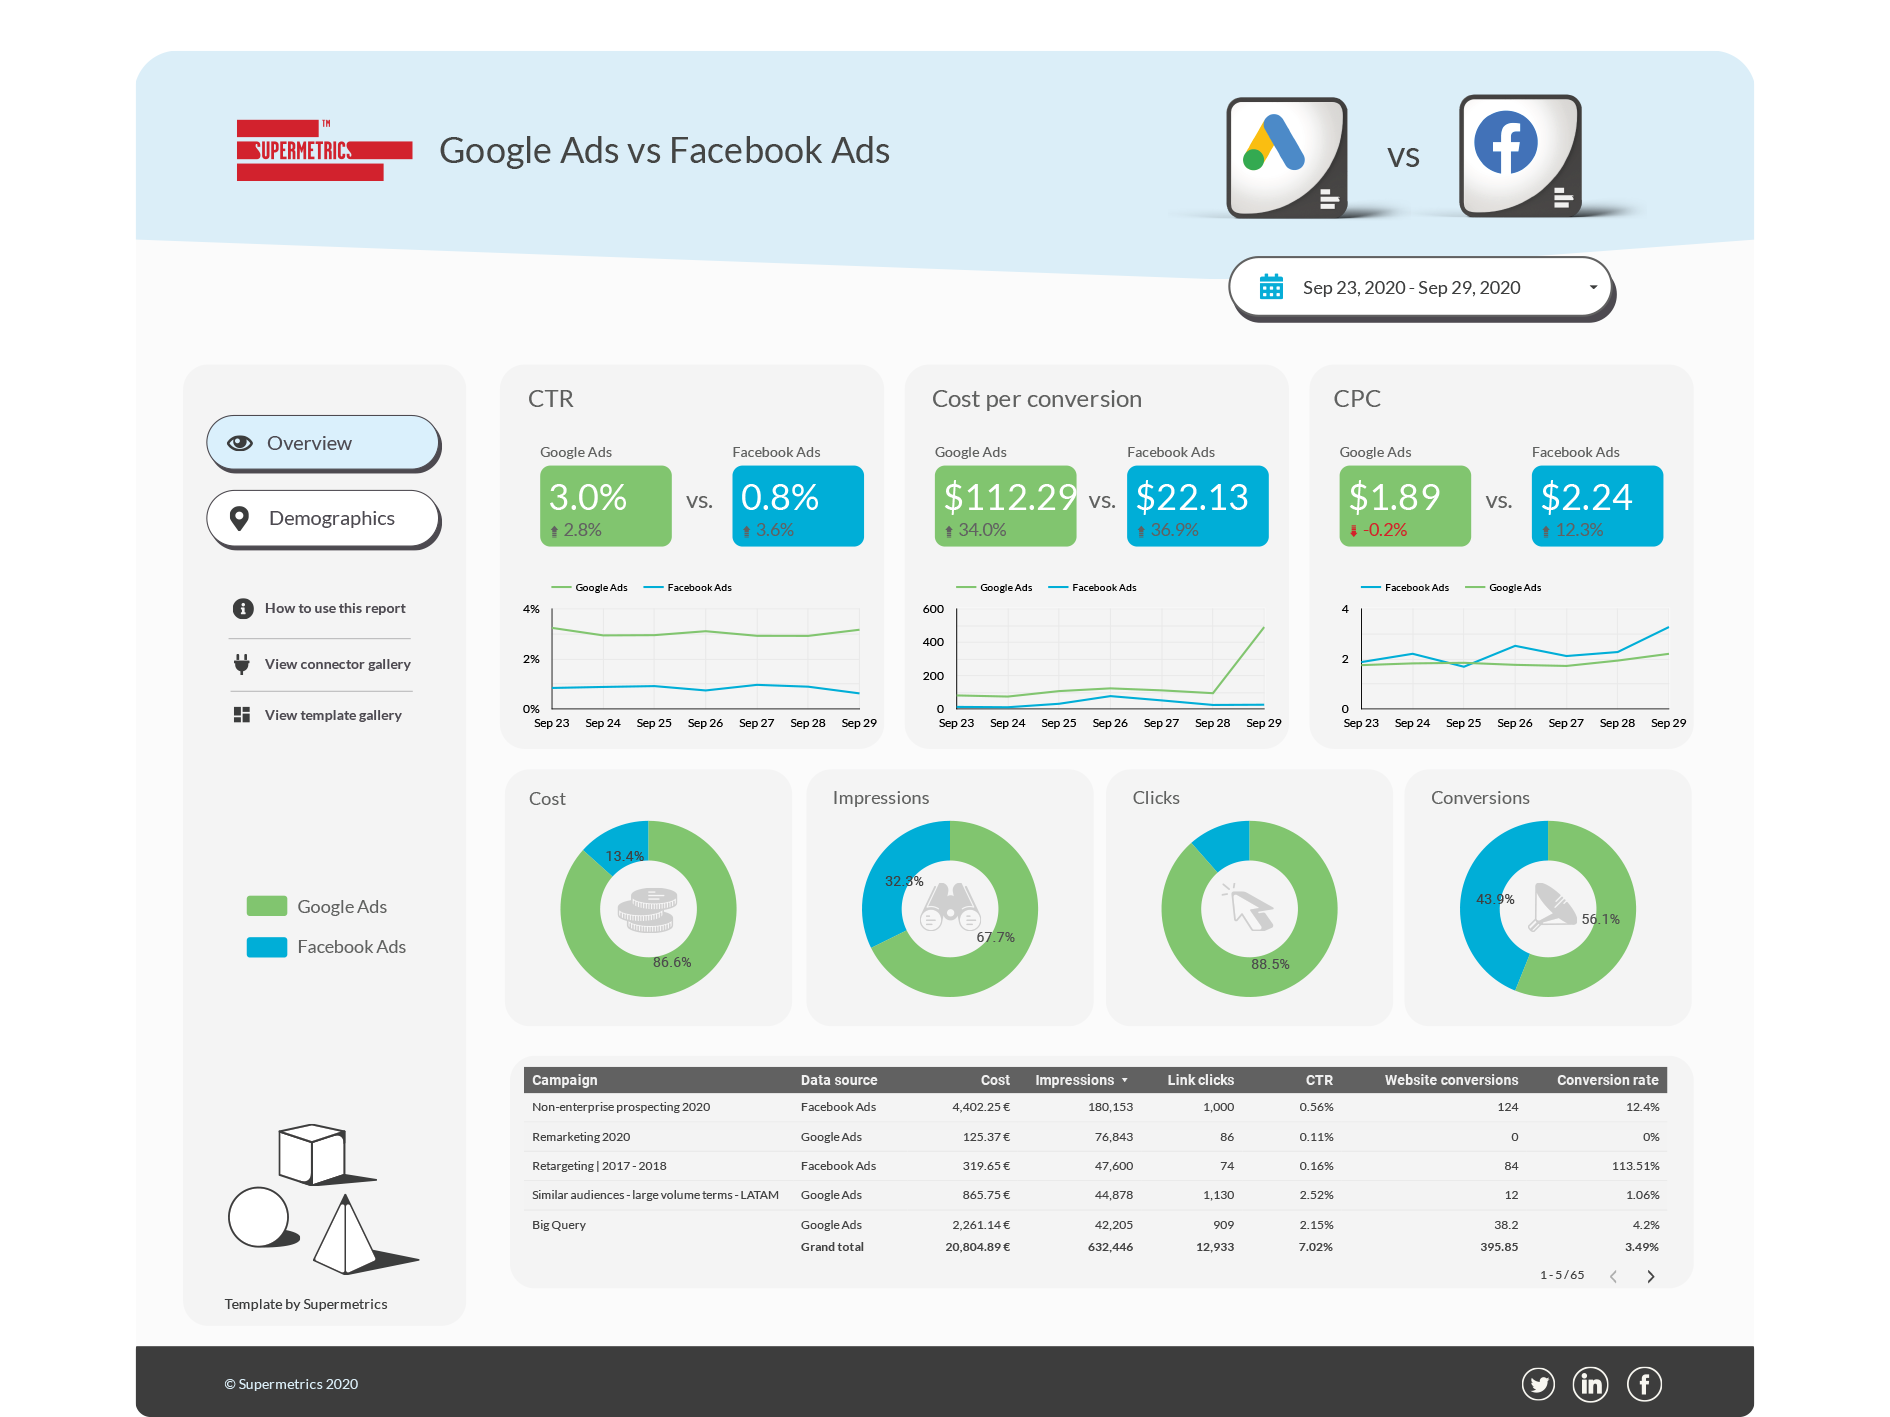 SUPERMETRICS™
Google Ads vs Facebook Ads
vs
Sep 23, 2020 - Sep 29, 2020
Overview
Demographics
How to use this report
View connector gallery
View template gallery
Google Ads
Facebook Ads
Template by Supermetrics
CTR
Google Ads
3.0%
2.8%
vs.
Facebook Ads
0.8%
3.6%
Google Ads Facebook Ads
4%
2%
0%
Sep 23 Sep 24 Sep 25 Sep 26 Sep 27 Sep 28 Sep 29
Cost per conversion
Google Ads
$112.29
34.0%
vs.
Facebook Ads
$22.13
36.9%
Google Ads Facebook Ads
600
400
200
0
Sep 23 Sep 24 Sep 25 Sep 26 Sep 27 Sep 28 Sep 29
CPC
Google Ads
$1.89
-0.2%
vs.
Facebook Ads
$2.24
12.3%
Facebook Ads Google Ads
4
2
0
Sep 23 Sep 24 Sep 25 Sep 26 Sep 27 Sep 28 Sep 29
Cost
13.4%
86.6%
Impressions
32.3%
67.7%
Clicks
88.5%
Conversions
43.9%
56.1%
Campaign Data source Cost Impressions Link clicks CTR Website conversions Conversion rate
Non-enterprise prospecting 2020 Facebook Ads 4,402.25 € 180,153 1,000 0.56% 124 12.4%
Remarketing 2020 Google Ads 125.37 € 76,843 86 0.11% 0 0%
Retargeting | 2017 - 2018 Facebook Ads 319.65 € 47,600 74 0.16% 84 113.51%
Similar audiences - large volume terms - LATAM Google Ads 865.75 € 44,878 1,130 2.52% 12 1.06%
Big Query Google Ads 2,261.14 € 42,205 909 2.15% 38.2 4.2%
Grand total 20,804.89 € 632,446 12,933 7.02% 395.85 3.49%
1 - 5 / 65
© Supermetrics 2020